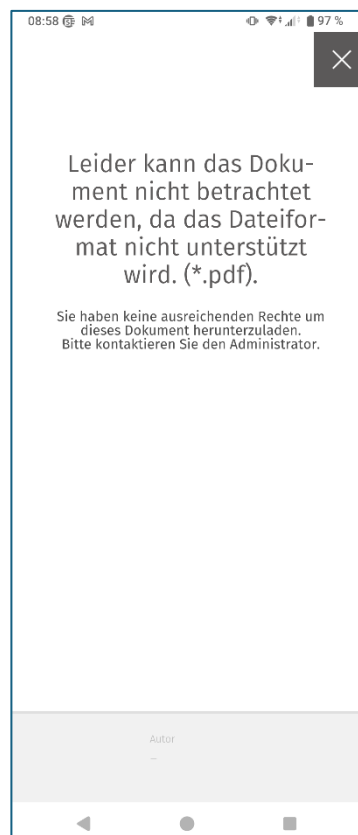 08:58 97 %
Leider kann das Doku-
ment nicht betrachtet
werden, da das Dateifor-
mat nicht unterstützt
wird. (*.pdf).
Sie haben keine ausreichenden Rechte um
dieses Dokument herunterzuladen.
Bitte kontaktieren Sie den Administrator.
Autor
–